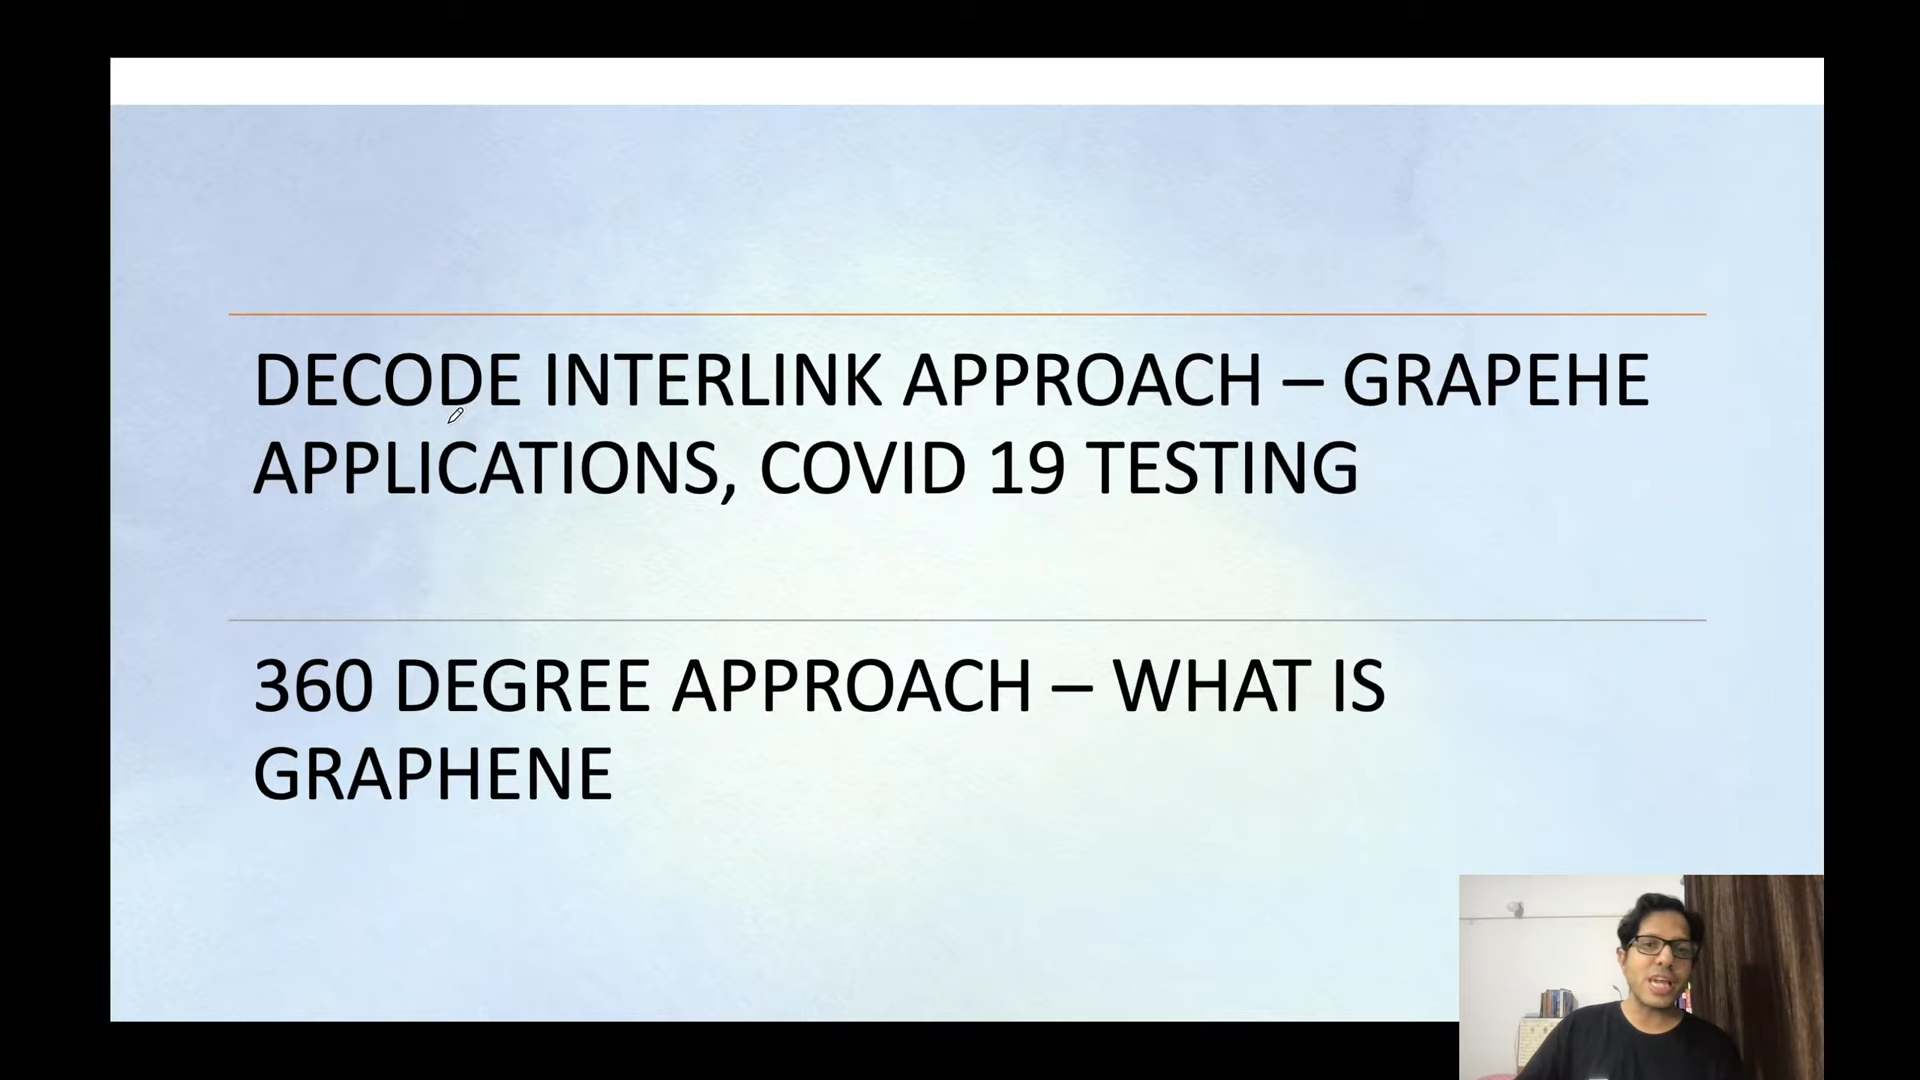 DECODE INTERLINK APPROACH – GRAPEHE
APPLICATIONS, COVID 19 TESTING
360 DEGREE APPROACH – WHAT IS
GRAPHENE